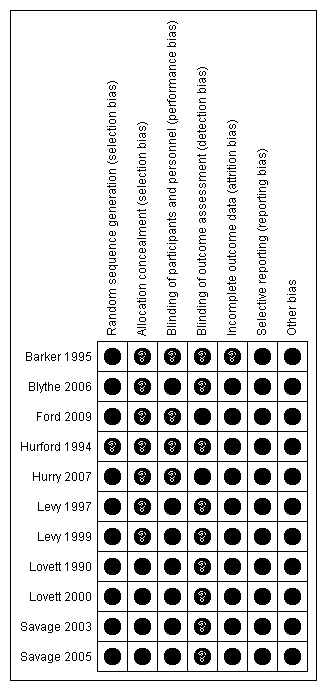 Random sequence generation (selection bias)
Allocation concealment (selection bias)
Blinding of participants and personnel (performance bias)
Blinding of outcome assessment (detection bias)
Incomplete outcome data (attrition bias)
Selective reporting (reporting bias)
Other bias
Barker 1995
Blythe 2006
Ford 2009
Hurford 1994
Hurry 2007
Levy 1997
Levy 1999
Lovett 1990
Lovett 2000
Savage 2003
Savage 2005